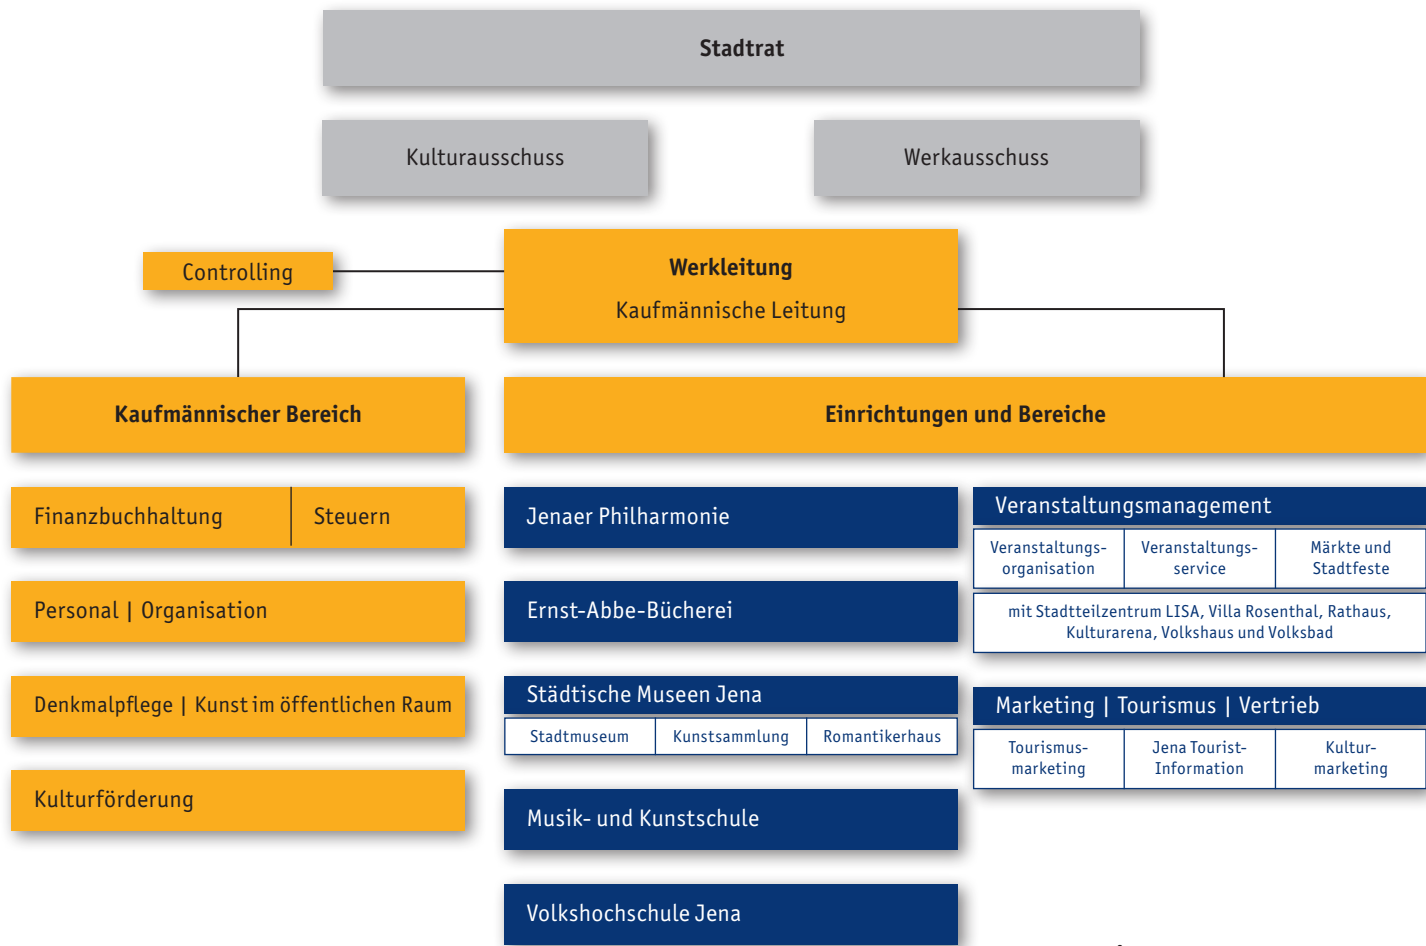 Stadtrat
Kulturausschuss
Werkausschuss
Controlling
Werkleitung
Kaufmännische Leitung
Kaufmännischer Bereich
Einrichtungen und Bereiche
Finanzbuchhaltung
Steuern
Personal | Organisation
Denkmalpflege | Kunst im öffentlichen Raum
Kulturförderung
Jenaer Philharmonie
Ernst-Abbe-Bücherei
Städtische Museen Jena
Stadtmuseum
Kunstsammlung
Romantikerhaus
Musik- und Kunstschule
Volkshochschule Jena
Veranstaltungsmanagement
Veranstaltungs-
organisation
Veranstaltungs-
service
Märkte und
Stadtfeste
mit Stadtteilzentrum LISA, Villa Rosenthal, Rathaus,
Kulturarena, Volkshaus und Volksbad
Marketing | Tourismus | Vertrieb
Tourismus-
marketing
Jena Tourist-
Information
Kultur-
marketing